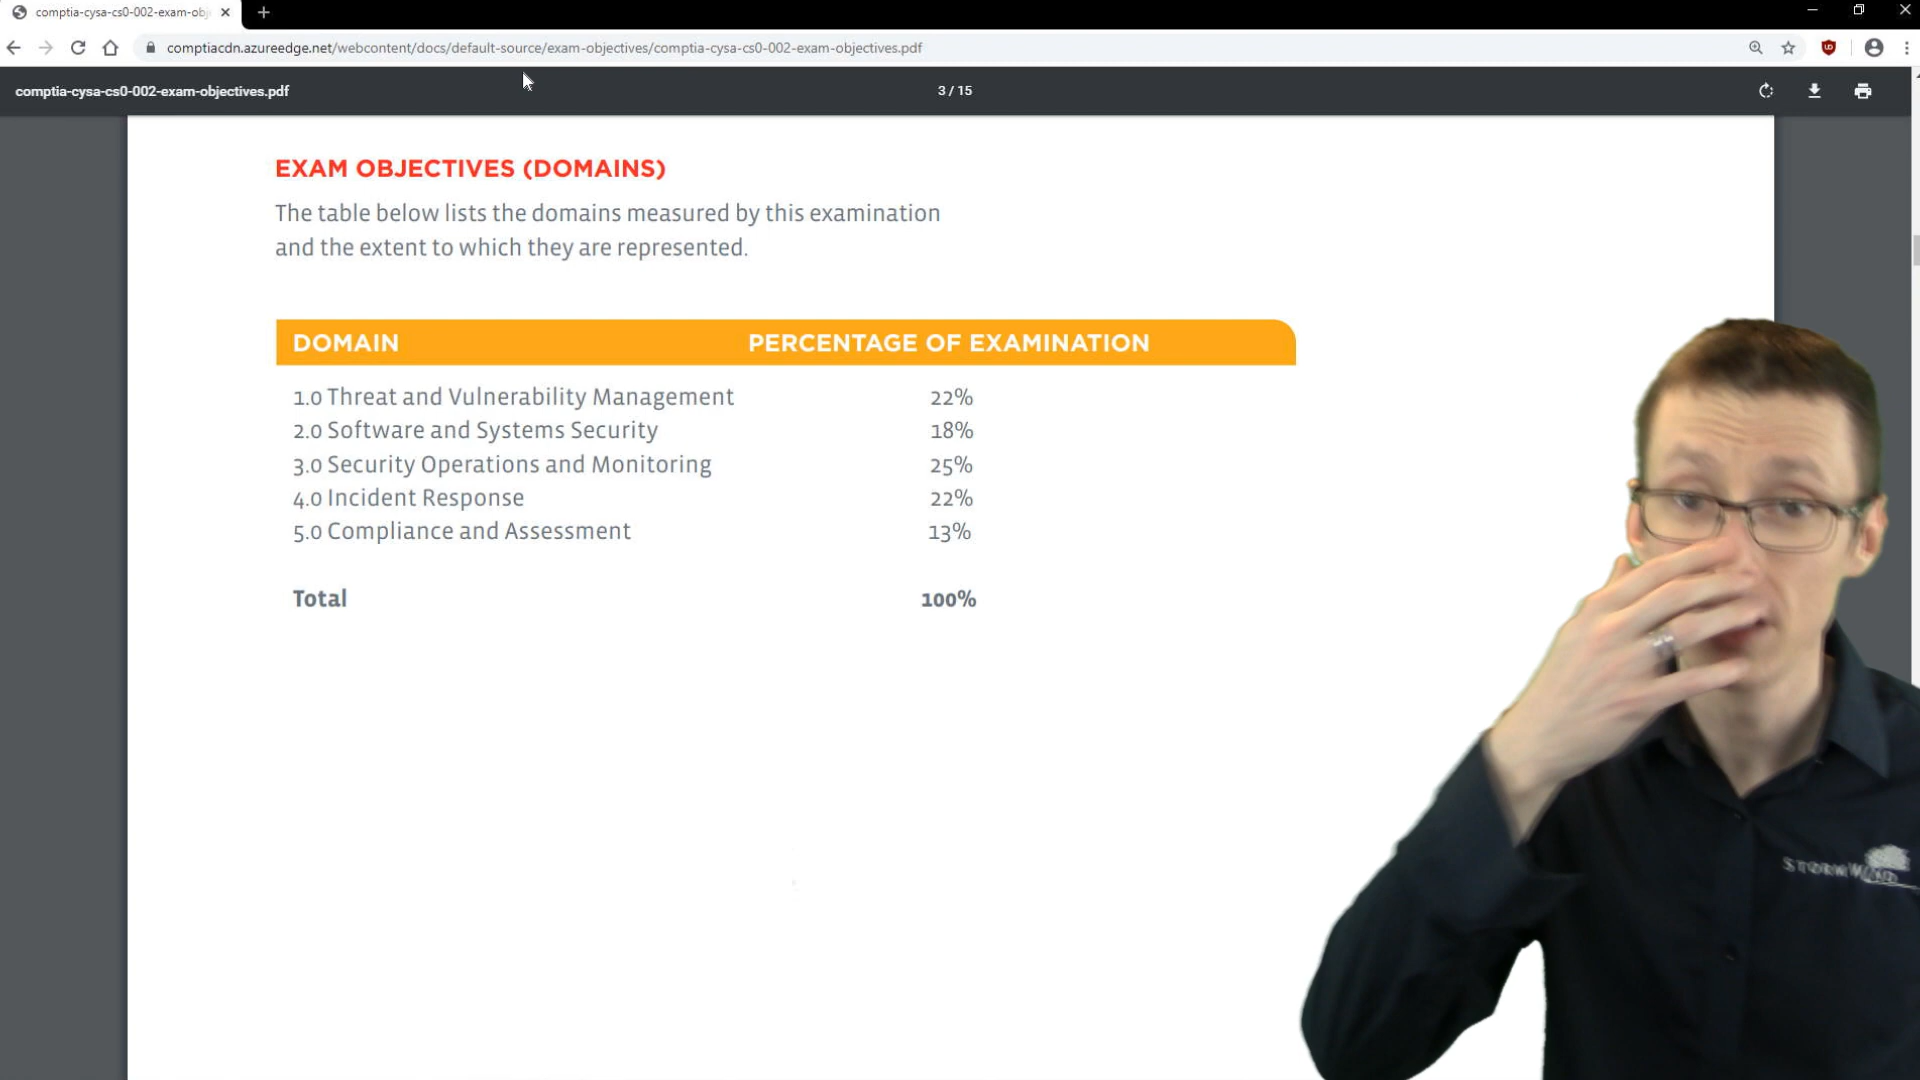 comptia-cysa-cs0-002-exam-obj
comptiacdn.azureedge.net/webcontent/docs/default-source/exam-objectives/comptia-cysa-cs0-002-exam-objectives.pdf
comptia-cysa-cs0-002-exam-objectives.pdf
3 / 15
EXAM OBJECTIVES (DOMAINS)
The table below lists the domains measured by this examination
and the extent to which they are represented.
DOMAIN PERCENTAGE OF EXAMINATION
1.0 Threat and Vulnerability Management 22%
2.0 Software and Systems Security 18%
3.0 Security Operations and Monitoring 25%
4.0 Incident Response 22%
5.0 Compliance and Assessment 13%
Total 100%
STORMWIND